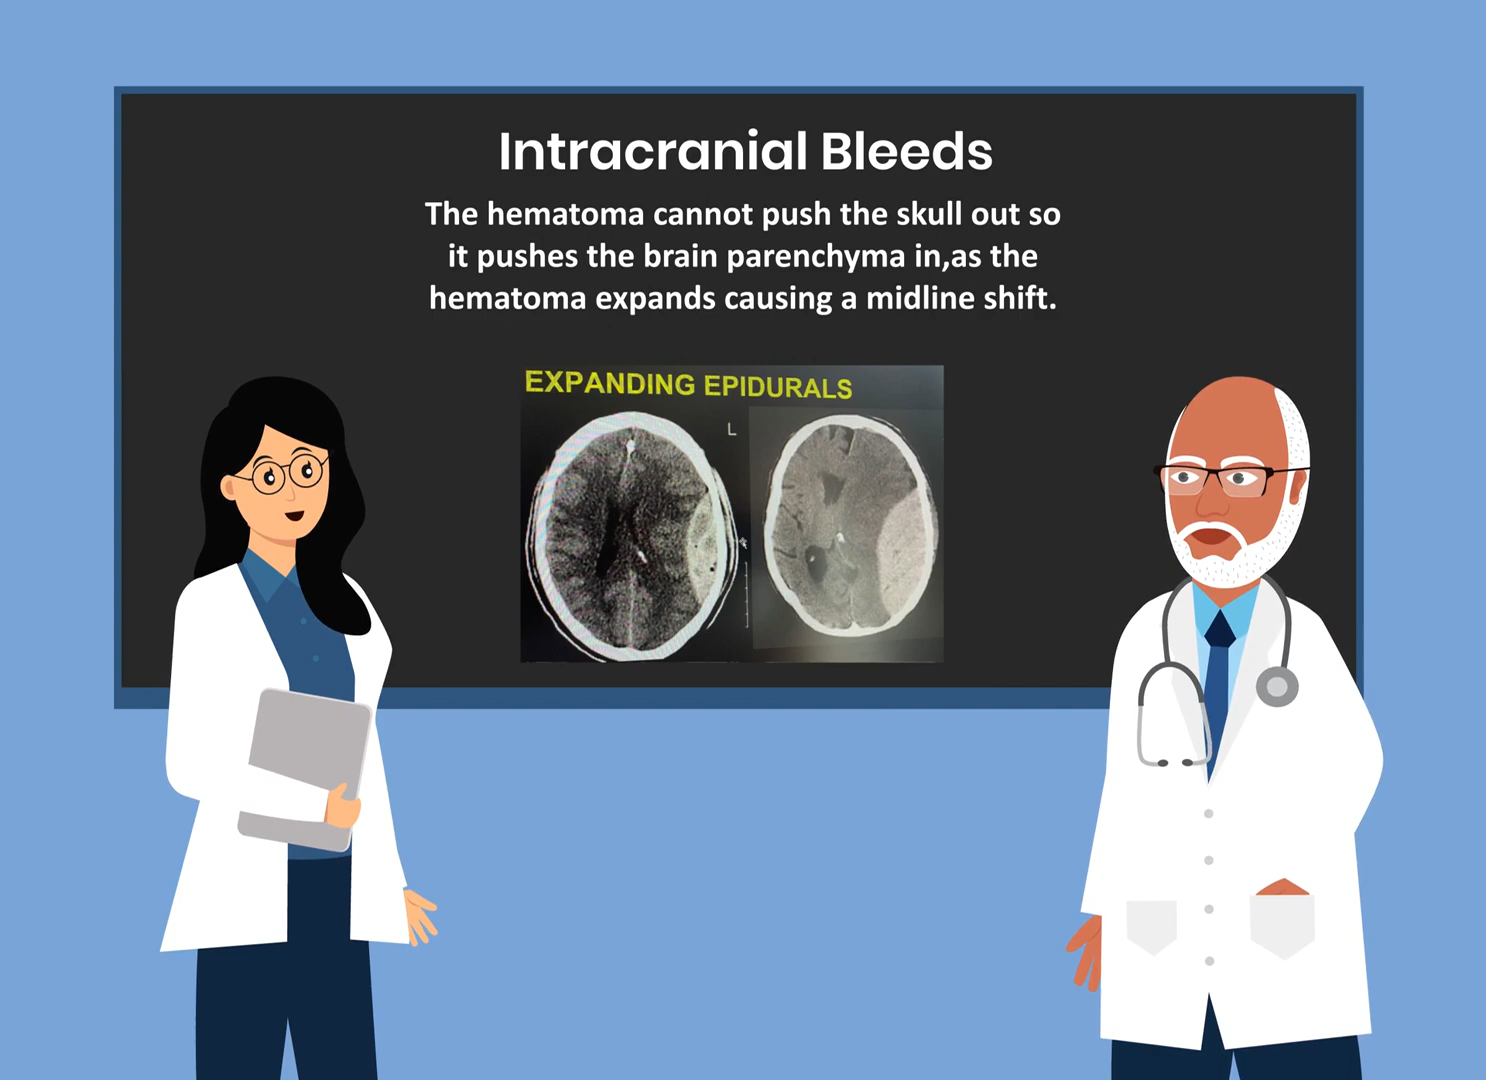 Intracranial Bleeds
The hematoma cannot push the skull out so
it pushes the brain parenchyma in,as the
hematoma expands causing a midline shift.
EXPANDING EPIDURALS
L